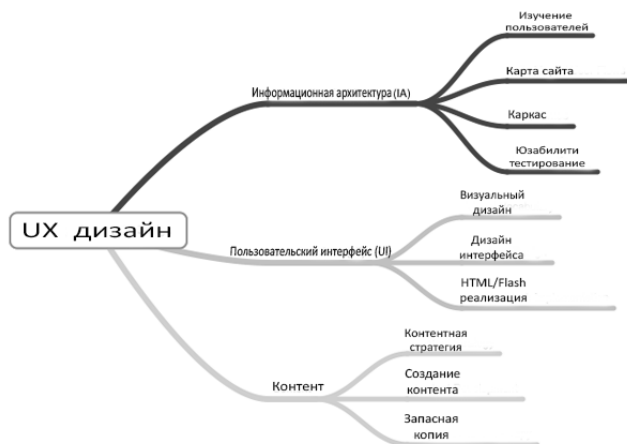 UX дизайн
Информационная архитектура (IA)
Изучение
пользователей
Карта сайта
Каркас
Юзабилити
тестирование
Пользовательский интерфейс (UI)
Визуальный
дизайн
Дизайн
интерфейса
HTML/Flash
реализация
Контент
Контентная
стратегия
Создание
контента
Запасная
копия